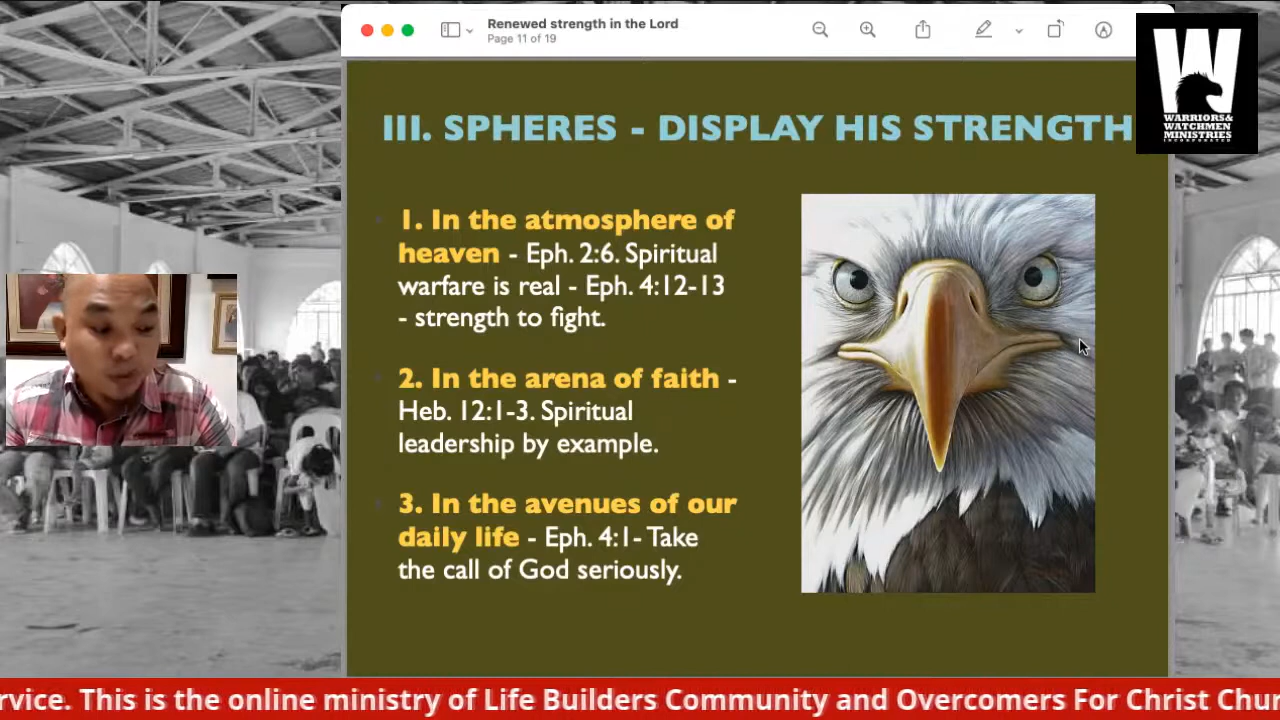 Renewed strength in the Lord
Page 11 of 19
W
WARRIORS&
WATCHMEN
MINISTRIES
INCORPORATED
III. SPHERES - DISPLAY HIS STRENGTH
1. In the atmosphere of
heaven - Eph. 2:6. Spiritual
warfare is real - Eph. 4:12-13
- strength to fight.
2. In the arena of faith -
Heb. 12:1-3. Spiritual
leadership by example.
3. In the avenues of our
daily life - Eph. 4:1- Take
the call of God seriously.
rvice. This is the online ministry of Life Builders Community and Overcomers For Christ Chur